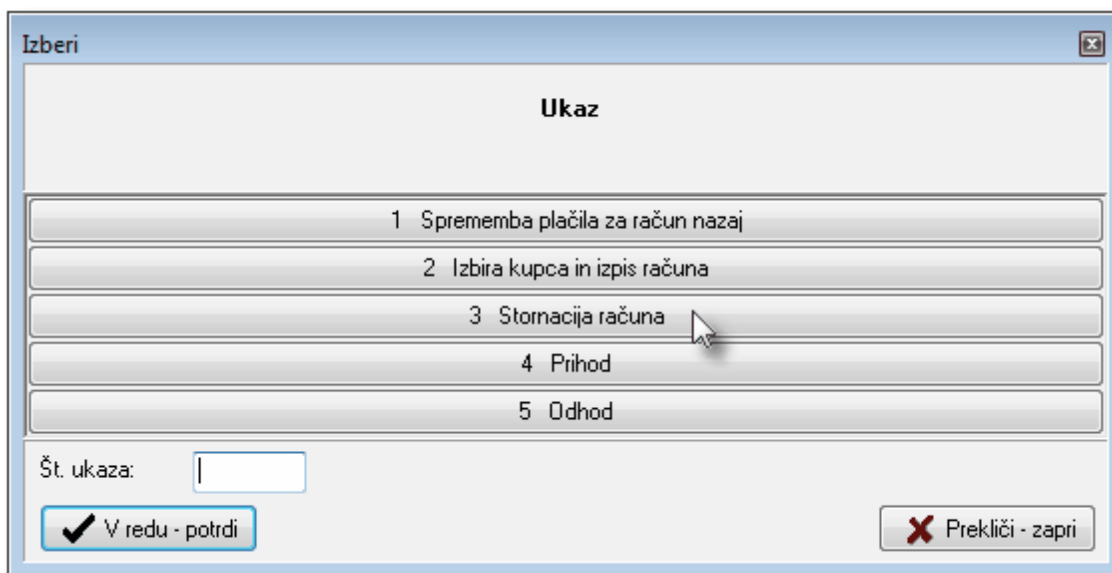 Izberi
Ukaz
1 Sprememba plačila za račun nazaj
2 Izbira kupca in izpis računa
3 Stornacija računa
4 Prihod
5 Odhod
Št. ukaza:
V redu - potrdi
Prekliči - zapri